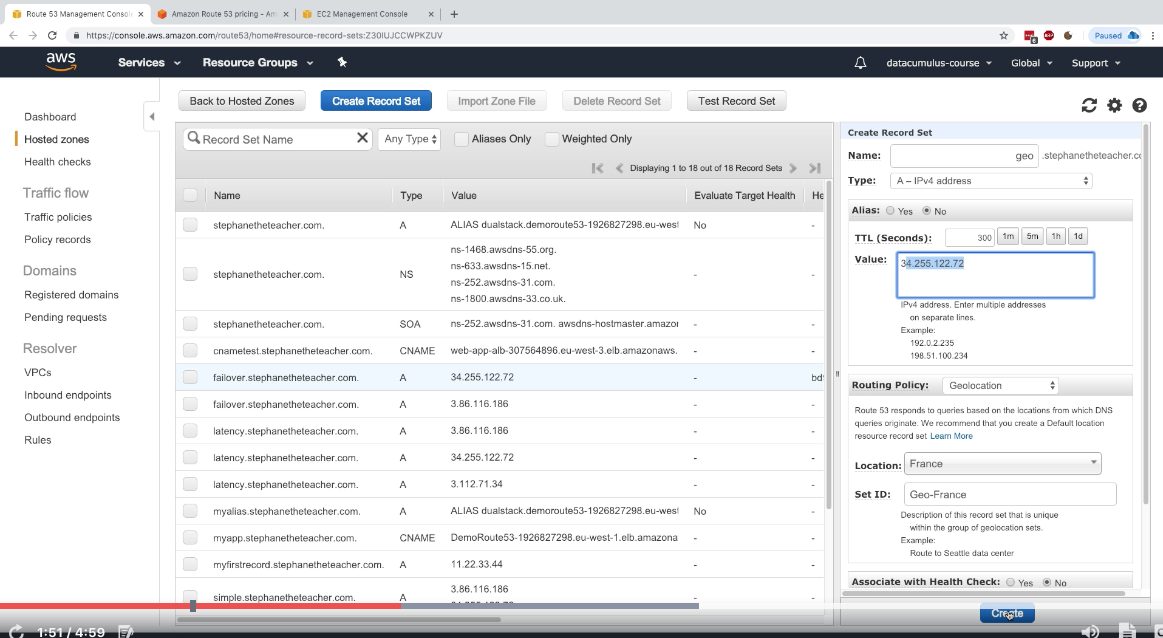 Route 53 Management Consol
Amazon Route 53 pricing - Am
EC2 Management Console
https://console.aws.amazon.com/route53/home#resource-record-sets:Z30IUJCCWPKZUV
Paused
aws
Services
Resource Groups
datacumulus-course
Global
Support
Dashboard
Hosted zones
Health checks
Traffic flow
Traffic policies
Policy records
Domains
Registered domains
Pending requests
Resolver
VPCs
Inbound endpoints
Outbound endpoints
Rules
Back to Hosted Zones
Create Record Set
Import Zone File
Delete Record Set
Test Record Set
Record Set Name
Any Type
Aliases Only
Weighted Only
Displaying 1 to 18 out of 18 Record Sets
Name Type Value Evaluate Target Health He
stephanetheteacher.com. A ALIAS dualstack.demoroute53-1926827298.eu-west No
stephanetheteacher.com. NS ns-1468.awsdns-55.org. -
ns-633.awsdns-15.net.
ns-252.awsdns-31.com.
ns-1800.awsdns-33.co.uk.
stephanetheteacher.com. SOA ns-252.awsdns-31.com. awsdns-hostmaster.amazor - -
cnametest.stephanetheteacher.com. CNAME web-app-alb-307564896.eu-west-3.elb.amazonaws. - -
failover.stephanetheteacher.com. A 34.255.122.72 - bd
failover.stephanetheteacher.com. A 3.86.116.186 - -
latency.stephanetheteacher.com. A 3.86.116.186 - -
latency.stephanetheteacher.com. A 34.255.122.72 - -
latency.stephanetheteacher.com. A 3.112.71.34 - -
myalias.stephanetheteacher.com. A ALIAS dualstack.demoroute53-1926827298.eu-west No -
myapp.stephanetheteacher.com. CNAME DemoRoute53-1926827298.eu-west-1.elb.amazona - -
myfirstrecord.stephanetheteacher.com. A 11.22.33.44 - -
simple.stephanetheteacher.com. A 3.86.116.186 - -
Create Record Set
Name: geo .stephanetheteacher.co
Type: A – IPv4 address
Alias: Yes No
TTL (Seconds): 300 1m 5m 1h 1d
Value: 34.255.122.72
IPv4 address. Enter multiple addresses
on separate lines.
Example:
192.0.2.235
198.51.100.234
Routing Policy: Geolocation
Route 53 responds to queries based on the locations from which DNS
queries originate. We recommend that you create a Default location
resource record set Learn More
Location: France
Set ID: Geo-France
Description of this record set that is unique
within the group of geolocation sets.
Example:
Route to Seattle data center
Associate with Health Check: Yes No
Create
1:51 / 4:59